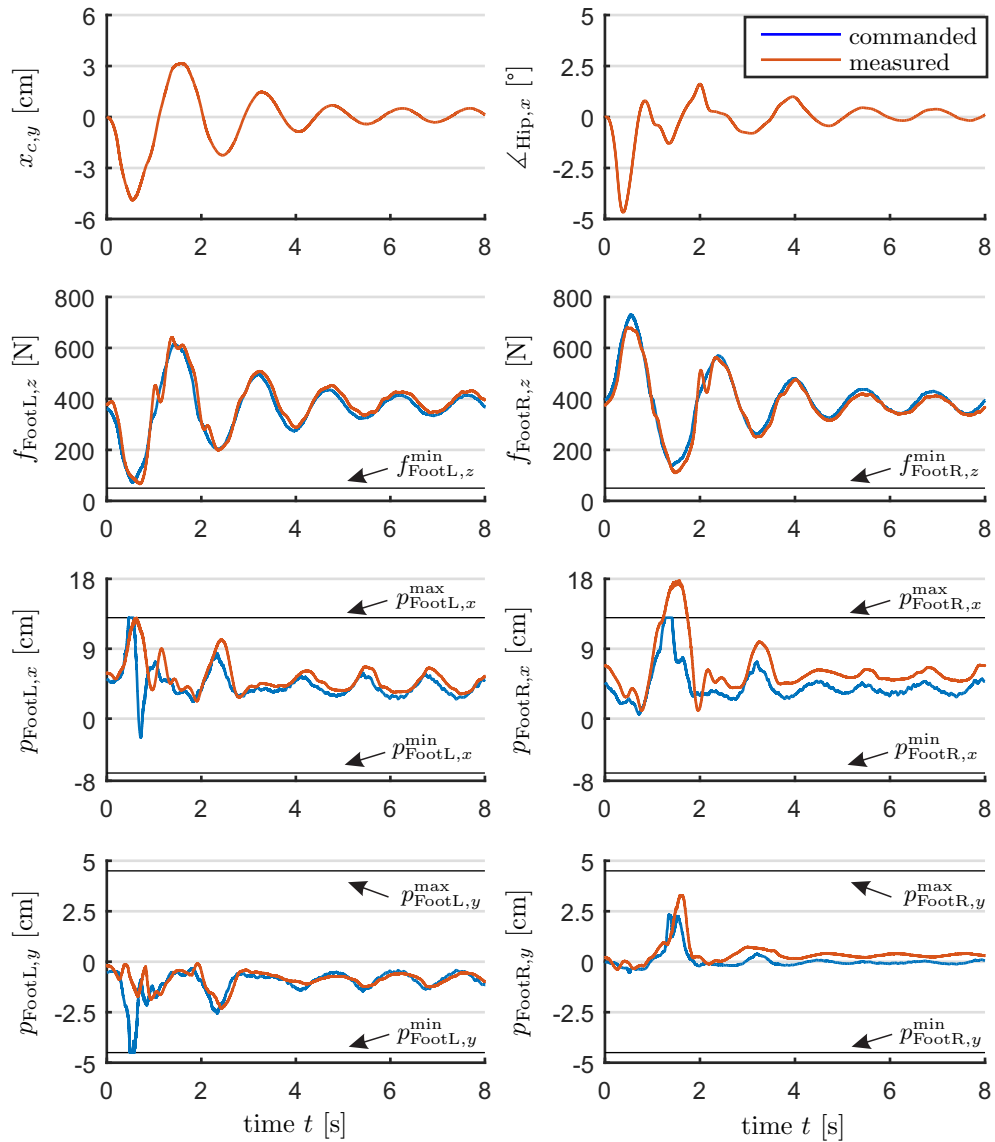 x_{c,y} [cm]
6
3
0
-3
-6
0 2 4 6 8
∡_{Hip,x} [°]
5
2.5
0
-2.5
-5
0 2 4 6 8
commanded
measured
f_{FootL,z} [N]
800
600
400
200
0
f^{min}_{FootL,z}
0 2 4 6 8
f_{FootR,z} [N]
800
600
400
200
0
f^{min}_{FootR,z}
0 2 4 6 8
p_{FootL,x} [cm]
18
9
0
-8
p^{max}_{FootL,x}
p^{min}_{FootL,x}
0 2 4 6 8
p_{FootR,x} [cm]
18
9
0
-8
p^{max}_{FootR,x}
p^{min}_{FootR,x}
0 2 4 6 8
p_{FootL,y} [cm]
5
2.5
0
-2.5
-5
p^{max}_{FootL,y}
p^{min}_{FootL,y}
0 2 4 6 8
time t [s]
p_{FootR,y} [cm]
5
2.5
0
-2.5
-5
p^{max}_{FootR,y}
p^{min}_{FootR,y}
0 2 4 6 8
time t [s]